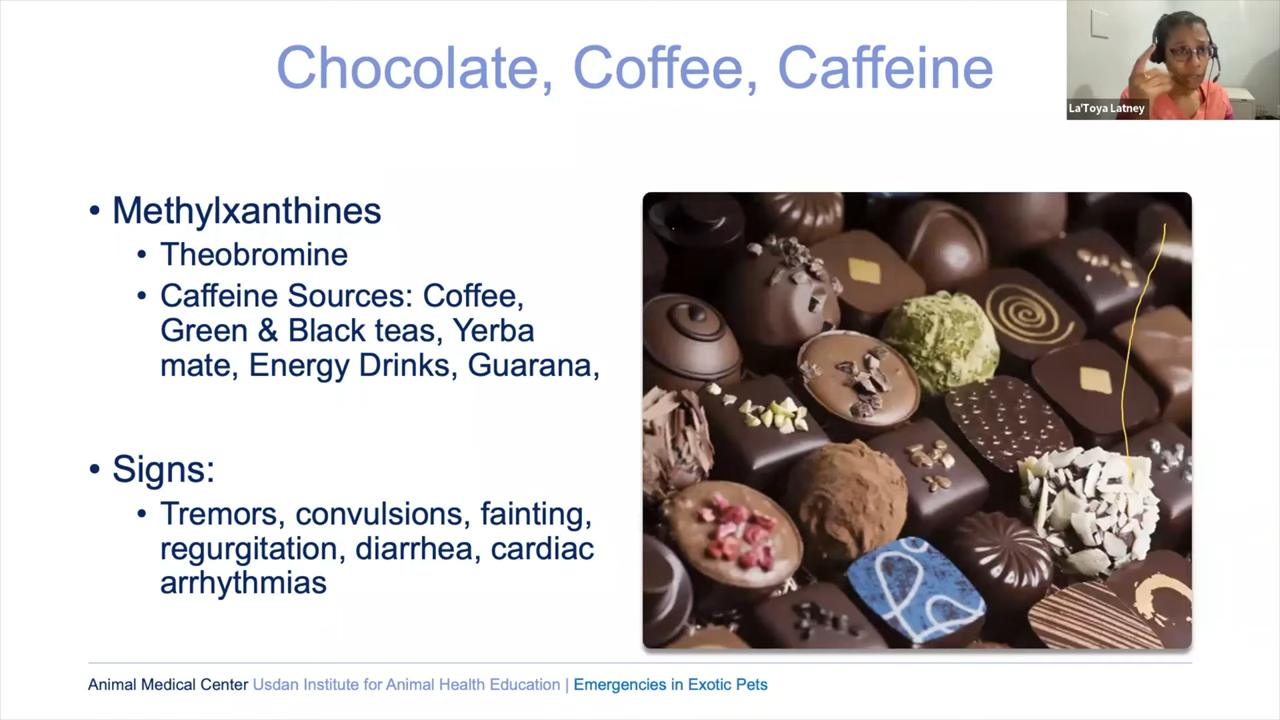 Chocolate, Coffee, Caffeine
La'Toya Latney
• Methylxanthines
• Theobromine
• Caffeine Sources: Coffee,
Green & Black teas, Yerba
mate, Energy Drinks, Guarana,
• Signs:
• Tremors, convulsions, fainting,
regurgitation, diarrhea, cardiac
arrhythmias
Animal Medical Center Usdan Institute for Animal Health Education | Emergencies in Exotic Pets